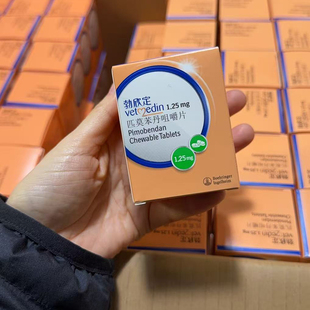 勃欣定
vetmedin 1.25 mg
匹莫苯丹咀嚼片
Pimobendan
Chewable Tablets
1.25 mg
Boehringer
Ingelheim